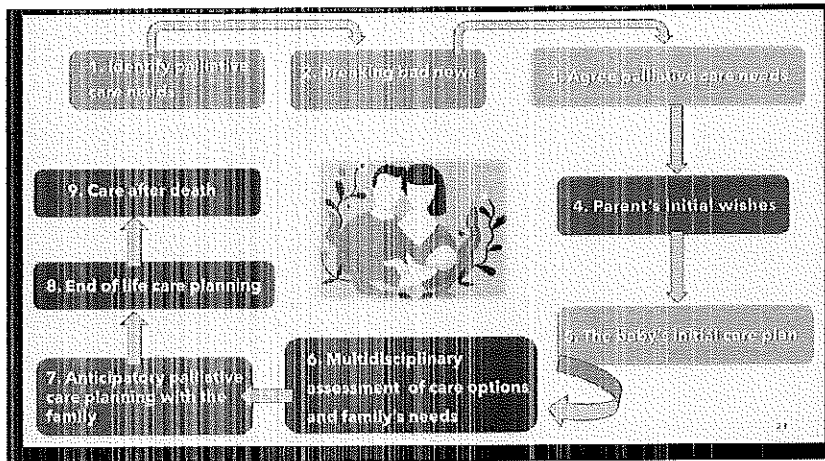 1. Identify palliative
care needs
2. Breaking bad news
3. Agree palliative care needs
9. Care after death
4. Parent's initial wishes
8. End of life care planning
5. The baby's initial care plan
7. Anticipatory palliative
care planning with the
family
6. Multidisciplinary
assessment of care options
and family's needs